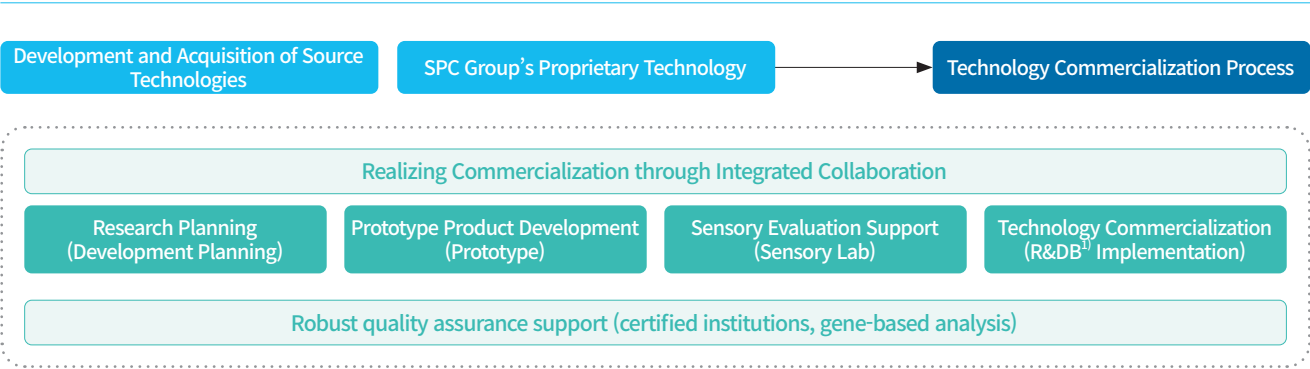 Development and Acquisition of Source
Technologies
SPC Group's Proprietary Technology
Technology Commercialization Process
Realizing Commercialization through Integrated Collaboration
Research Planning
(Development Planning)
Prototype Product Development
(Prototype)
Sensory Evaluation Support
(Sensory Lab)
Technology Commercialization
(R&DB1) Implementation)
Robust quality assurance support (certified institutions, gene-based analysis)